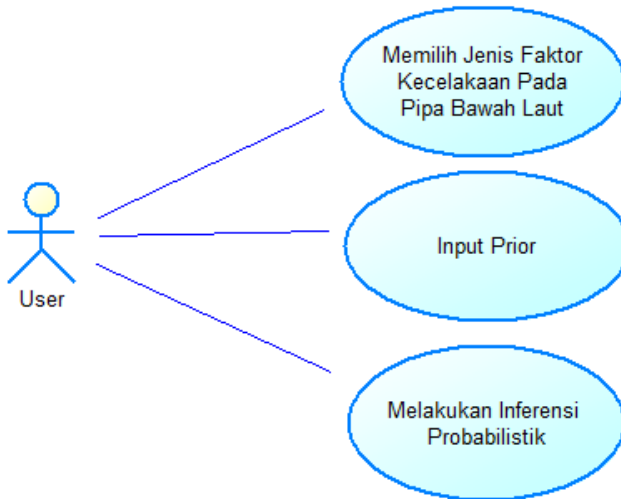 Memilih Jenis Faktor
Kecelakaan Pada
Pipa Bawah Laut
Input Prior
User
Melakukan Inferensi
Probabilistik